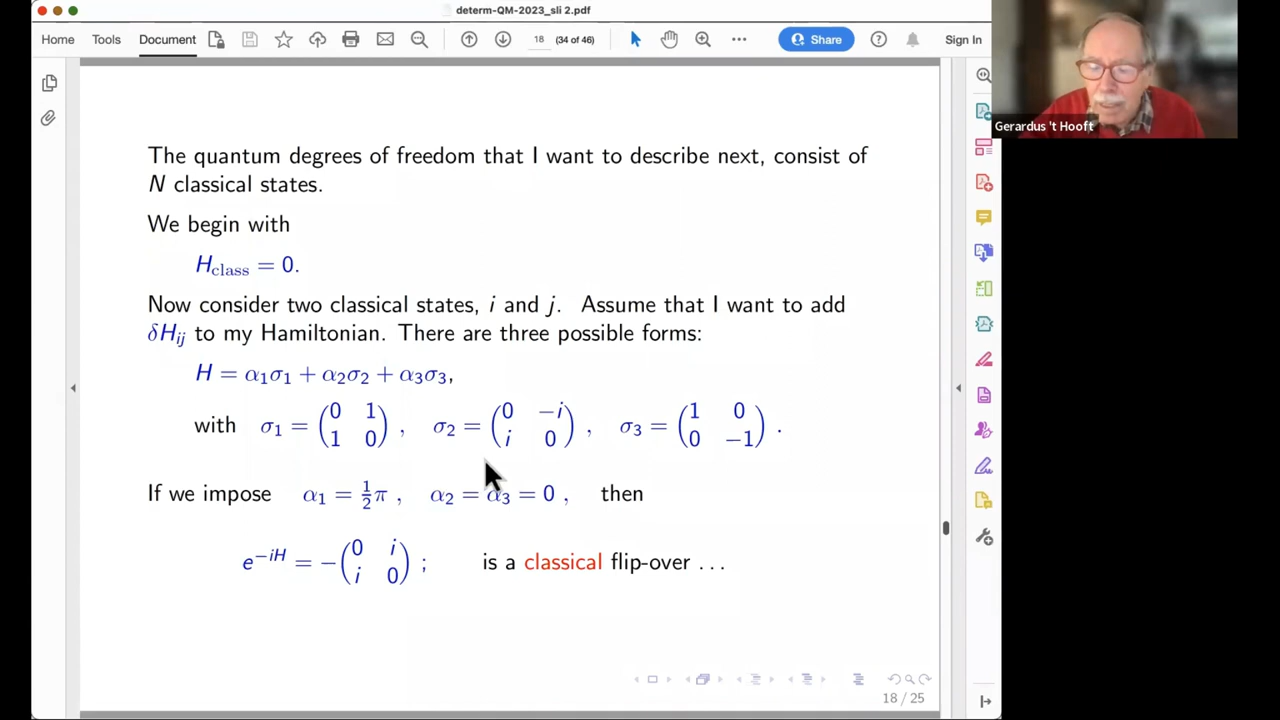 determ-QM-2023_sli 2.pdf
Home Tools Document 18 (34 of 46) Share Sign In
Gerardus 't Hooft
The quantum degrees of freedom that I want to describe next, consist of
N classical states.
We begin with
H_class = 0.
Now consider two classical states, i and j. Assume that I want to add
δH_ij to my Hamiltonian. There are three possible forms:
H = α₁σ₁ + α₂σ₂ + α₃σ₃,
with σ₁ = (0 1; 1 0) , σ₂ = (0 −i; i 0) , σ₃ = (1 0; 0 −1) .
If we impose α₁ = ½π , α₂ = α₃ = 0 , then
e^{−iH} = −(0 i; i 0) ; is a classical flip-over . . .
18 / 25